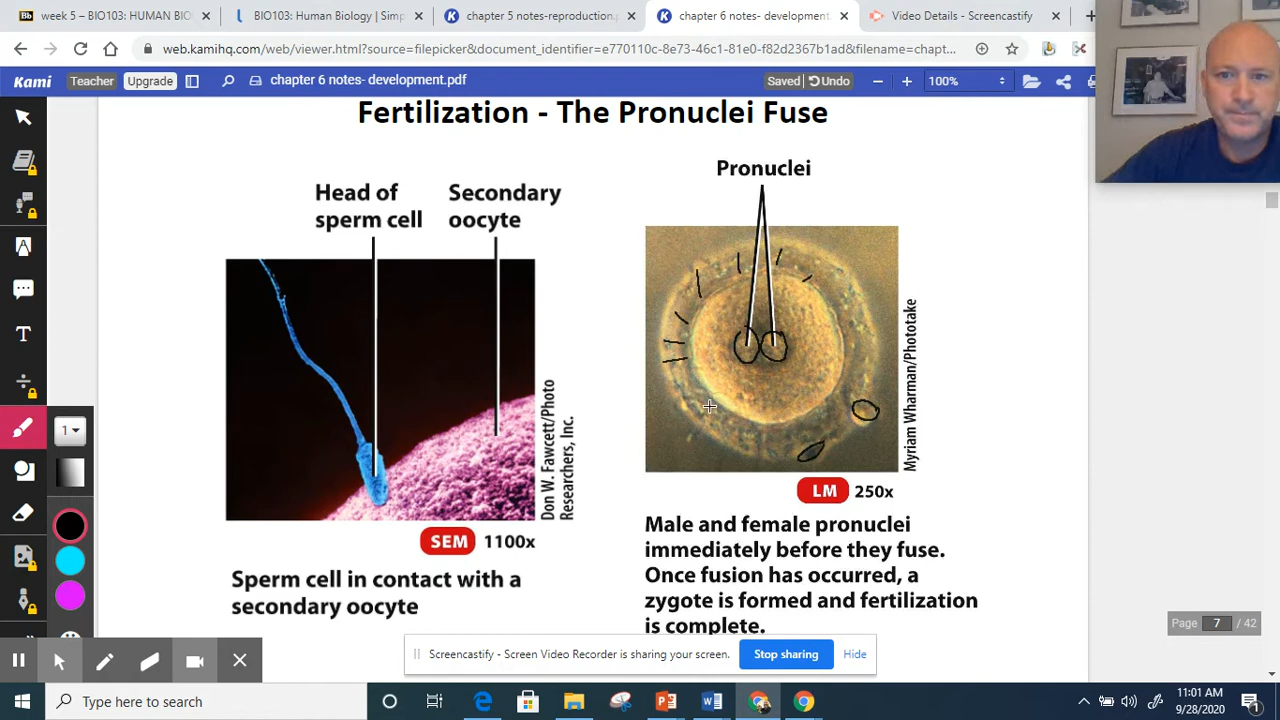 week 5 – BIO103: HUMAN BIO
BIO103: Human Biology | Simp
chapter 5 notes-reproduction.
chapter 6 notes- development
Video Details - Screencastify
web.kamihq.com/web/viewer.html?source=filepicker&document_identifier=e770110c-8e73-46c1-81e0-f82d2367b1ad&filename=chapt...
Kami Teacher Upgrade chapter 6 notes- development.pdf Saved Undo 100%
Fertilization - The Pronuclei Fuse
Head of
sperm cell
Secondary
oocyte
Pronuclei
Don W. Fawcett/Photo
Researchers, Inc.
Myriam Wharman/Phototake
SEM 1100x
LM 250x
Sperm cell in contact with a
secondary oocyte
Male and female pronuclei
immediately before they fuse.
Once fusion has occurred, a
zygote is formed and fertilization
is complete.
Page 7 / 42
1
Screencastify - Screen Video Recorder is sharing your screen. Stop sharing Hide
Type here to search
11:01 AM
9/28/2020